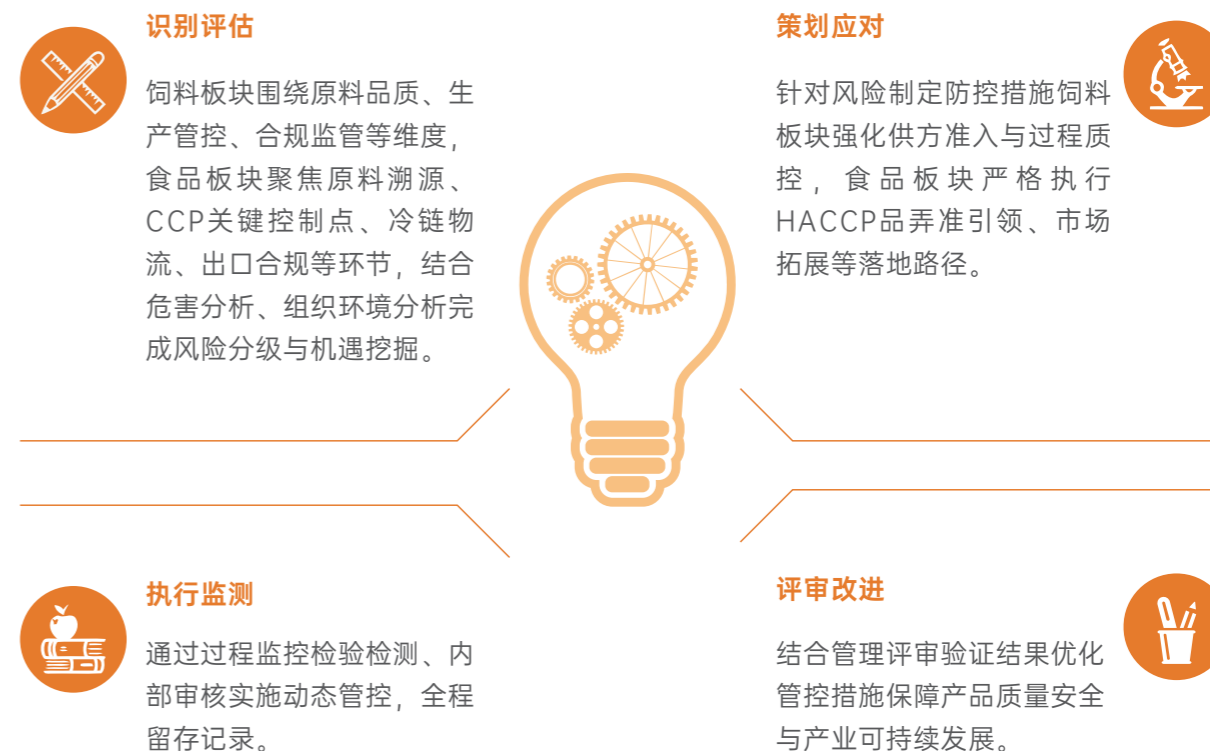 识别评估
饲料板块围绕原料品质、生
产管控、合规监管等维度，
食品板块聚焦原料溯源、
CCP关键控制点、冷链物
流、出口合规等环节，结合
危害分析、组织环境分析完
成风险分级与机遇挖掘。
策划应对
针对风险制定防控措施饲料
板块强化供方准入与过程质
控，食品板块严格执行
HACCP品弄准引领、市场
拓展等落地路径。
执行监测
通过过程监控检验检测、内
部审核实施动态管控，全程
留存记录。
评审改进
结合管理评审验证结果优化
管控措施保障产品质量安全
与产业可持续发展。